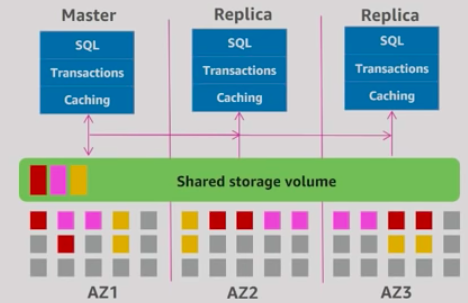 Master
Replica
Replica
SQL
Transactions
Caching
SQL
Transactions
Caching
SQL
Transactions
Caching
Shared storage volume
AZ1
AZ2
AZ3